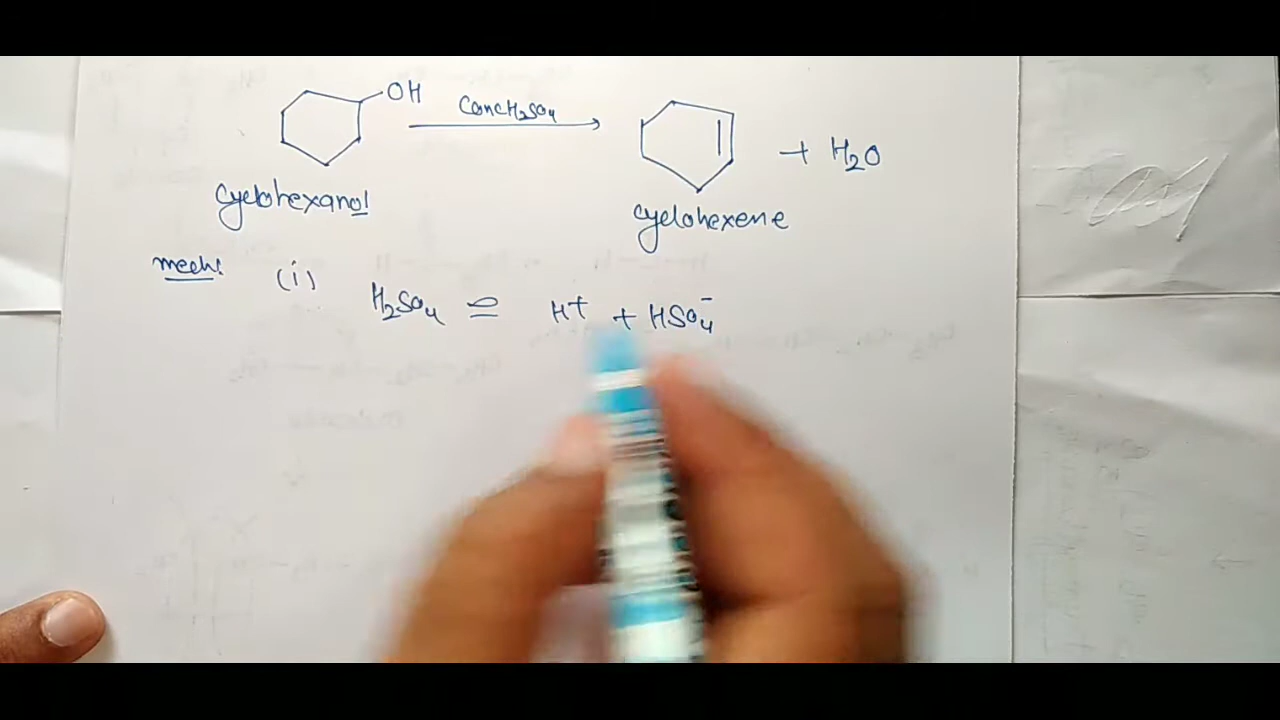 OH
Conc H2SO4
+ H2O
cyclohexanol
cyclohexene
mech:
(i)
H2SO4 ⇌ H+ + HSO4-